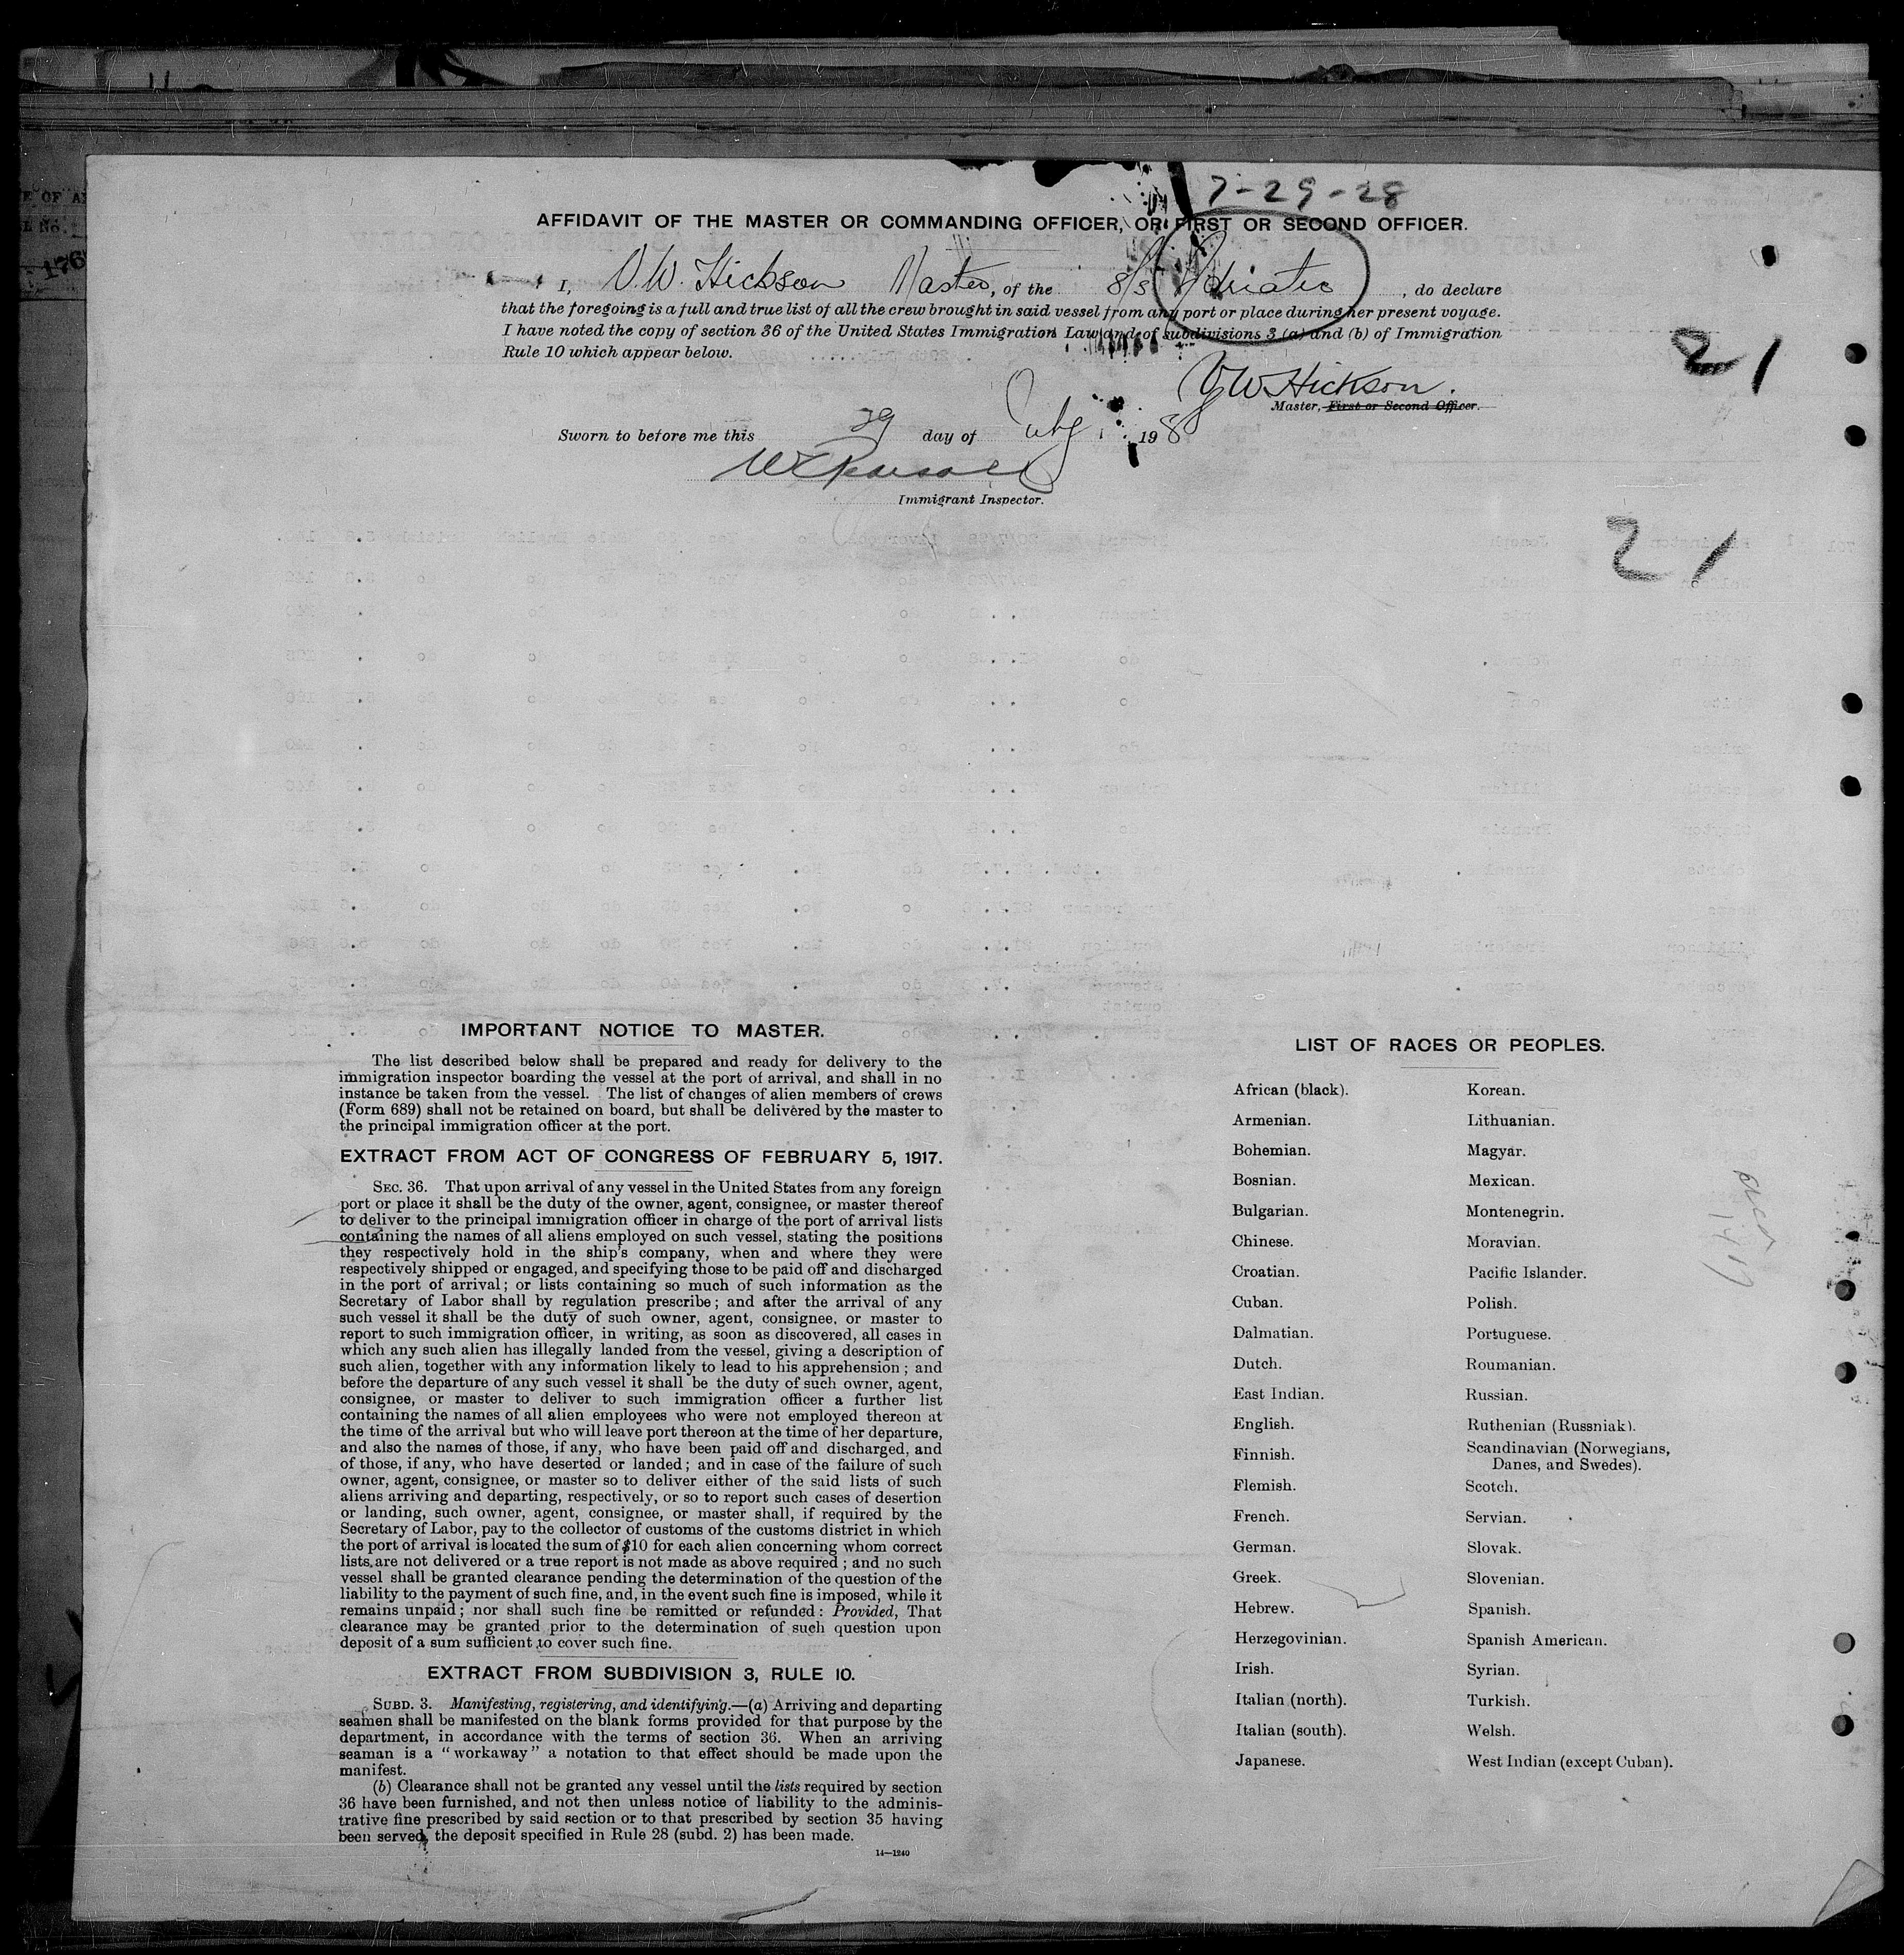 7-29-28
AFFIDAVIT OF THE MASTER OR COMMANDING OFFICER, OR FIRST OR SECOND OFFICER.
I, V. W. Hickson Master, of the S/S Adriatic, do declare
that the foregoing is a full and true list of all the crew brought in said vessel from any port or place during her present voyage.
I have noted the copy of section 36 of the United States Immigration Law and of subdivisions 3 (a) and (b) of Immigration
Rule 10 which appear below.
21
V W Hickson.
Master, First or Second Officer.
Sworn to before me this 29 day of July, 198
Immigrant Inspector.
21
IMPORTANT NOTICE TO MASTER.
The list described below shall be prepared and ready for delivery to the
immigration inspector boarding the vessel at the port of arrival, and shall in no
instance be taken from the vessel. The list of changes of alien members of crews
(Form 689) shall not be retained on board, but shall be delivered by the master to
the principal immigration officer at the port.
EXTRACT FROM ACT OF CONGRESS OF FEBRUARY 5, 1917.
SEC. 36. That upon arrival of any vessel in the United States from any foreign
port or place it shall be the duty of the owner, agent, consignee, or master thereof
to deliver to the principal immigration officer in charge of the port of arrival lists
containing the names of all aliens employed on such vessel, stating the positions
they respectively hold in the ship's company, when and where they were
respectively shipped or engaged, and specifying those to be paid off and discharged
in the port of arrival; or lists containing so much of such information as the
Secretary of Labor shall by regulation prescribe; and after the arrival of any
such vessel it shall be the duty of such owner, agent, consignee, or master to
report to such immigration officer, in writing, as soon as discovered, all cases in
which any such alien has illegally landed from the vessel, giving a description of
such alien, together with any information likely to lead to his apprehension; and
before the departure of any such vessel it shall be the duty of such owner, agent,
consignee, or master to deliver to such immigration officer a further list
containing the names of all alien employees who were not employed thereon at
the time of the arrival but who will leave port thereon at the time of her departure,
and also the names of those, if any, who have been paid off and discharged, and
of those, if any, who have deserted or landed; and in case of the failure of such
owner, agent, consignee, or master so to deliver either of the said lists of such
aliens arriving and departing, respectively, or so to report such cases of desertion
or landing, such owner, agent, consignee, or master shall, if required by the
Secretary of Labor, pay to the collector of customs of the customs district in which
the port of arrival is located the sum of $10 for each alien concerning whom correct
lists are not delivered or a true report is not made as above required; and no such
vessel shall be granted clearance pending the determination of the question of the
liability to the payment of such fine, and, in the event such fine is imposed, while it
remains unpaid; nor shall such fine be remitted or refunded: Provided, That
clearance may be granted prior to the determination of such question upon
deposit of a sum sufficient to cover such fine.
EXTRACT FROM SUBDIVISION 3, RULE 10.
SUBD. 3. Manifesting, registering, and identifying.—(a) Arriving and departing
seamen shall be manifested on the blank forms provided for that purpose by the
department, in accordance with the terms of section 36. When an arriving
seaman is a "workaway" a notation to that effect should be made upon the
manifest.
(b) Clearance shall not be granted any vessel until the lists required by section
36 have been furnished, and not then unless notice of liability to the adminis-
trative fine prescribed by said section or to that prescribed by section 35 having
been served, the deposit specified in Rule 28 (subd. 2) has been made.
14—1240
LIST OF RACES OR PEOPLES.
African (black). Korean.
Armenian. Lithuanian.
Bohemian. Magyar.
Bosnian. Mexican.
Bulgarian. Montenegrin.
Chinese. Moravian.
Croatian. Pacific Islander.
Cuban. Polish.
Dalmatian. Portuguese.
Dutch. Roumanian.
East Indian. Russian.
English. Ruthenian (Russniak).
Finnish. Scandinavian (Norwegians,
Danes, and Swedes).
Flemish. Scotch.
French. Servian.
German. Slovak.
Greek. Slovenian.
Hebrew. Spanish.
Herzegovinian. Spanish American.
Irish. Syrian.
Italian (north). Turkish.
Italian (south). Welsh.
Japanese. West Indian (except Cuban).